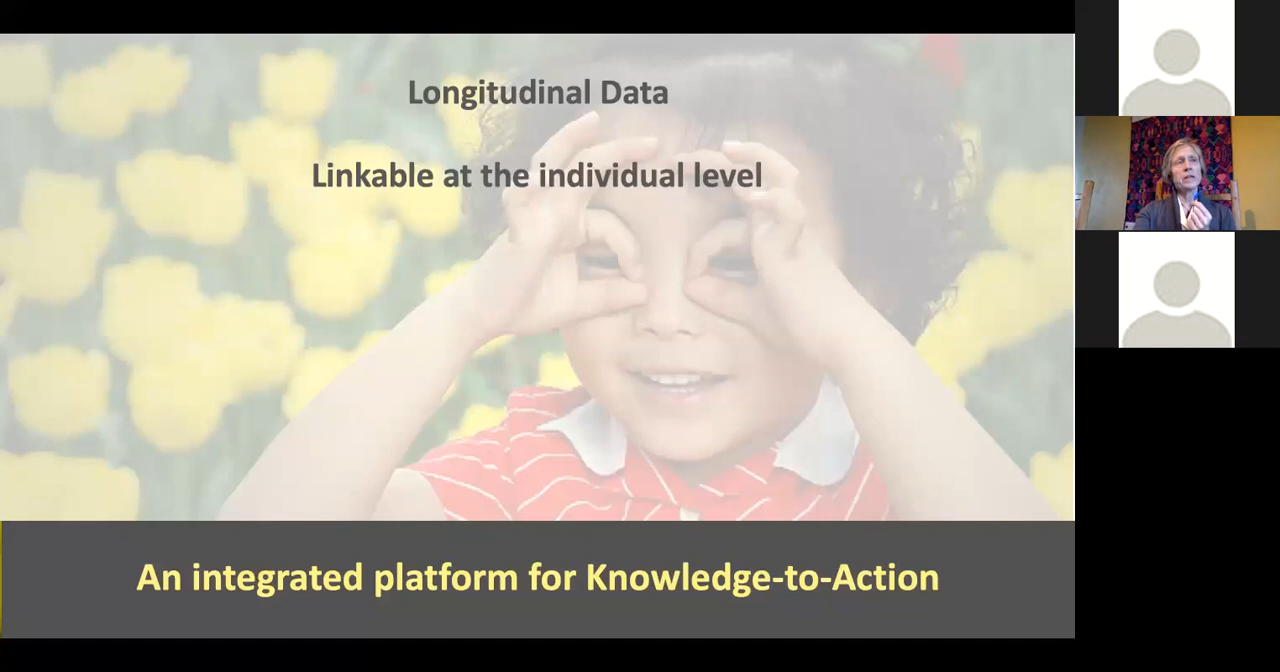 Longitudinal Data
Linkable at the individual level
An integrated platform for Knowledge-to-Action